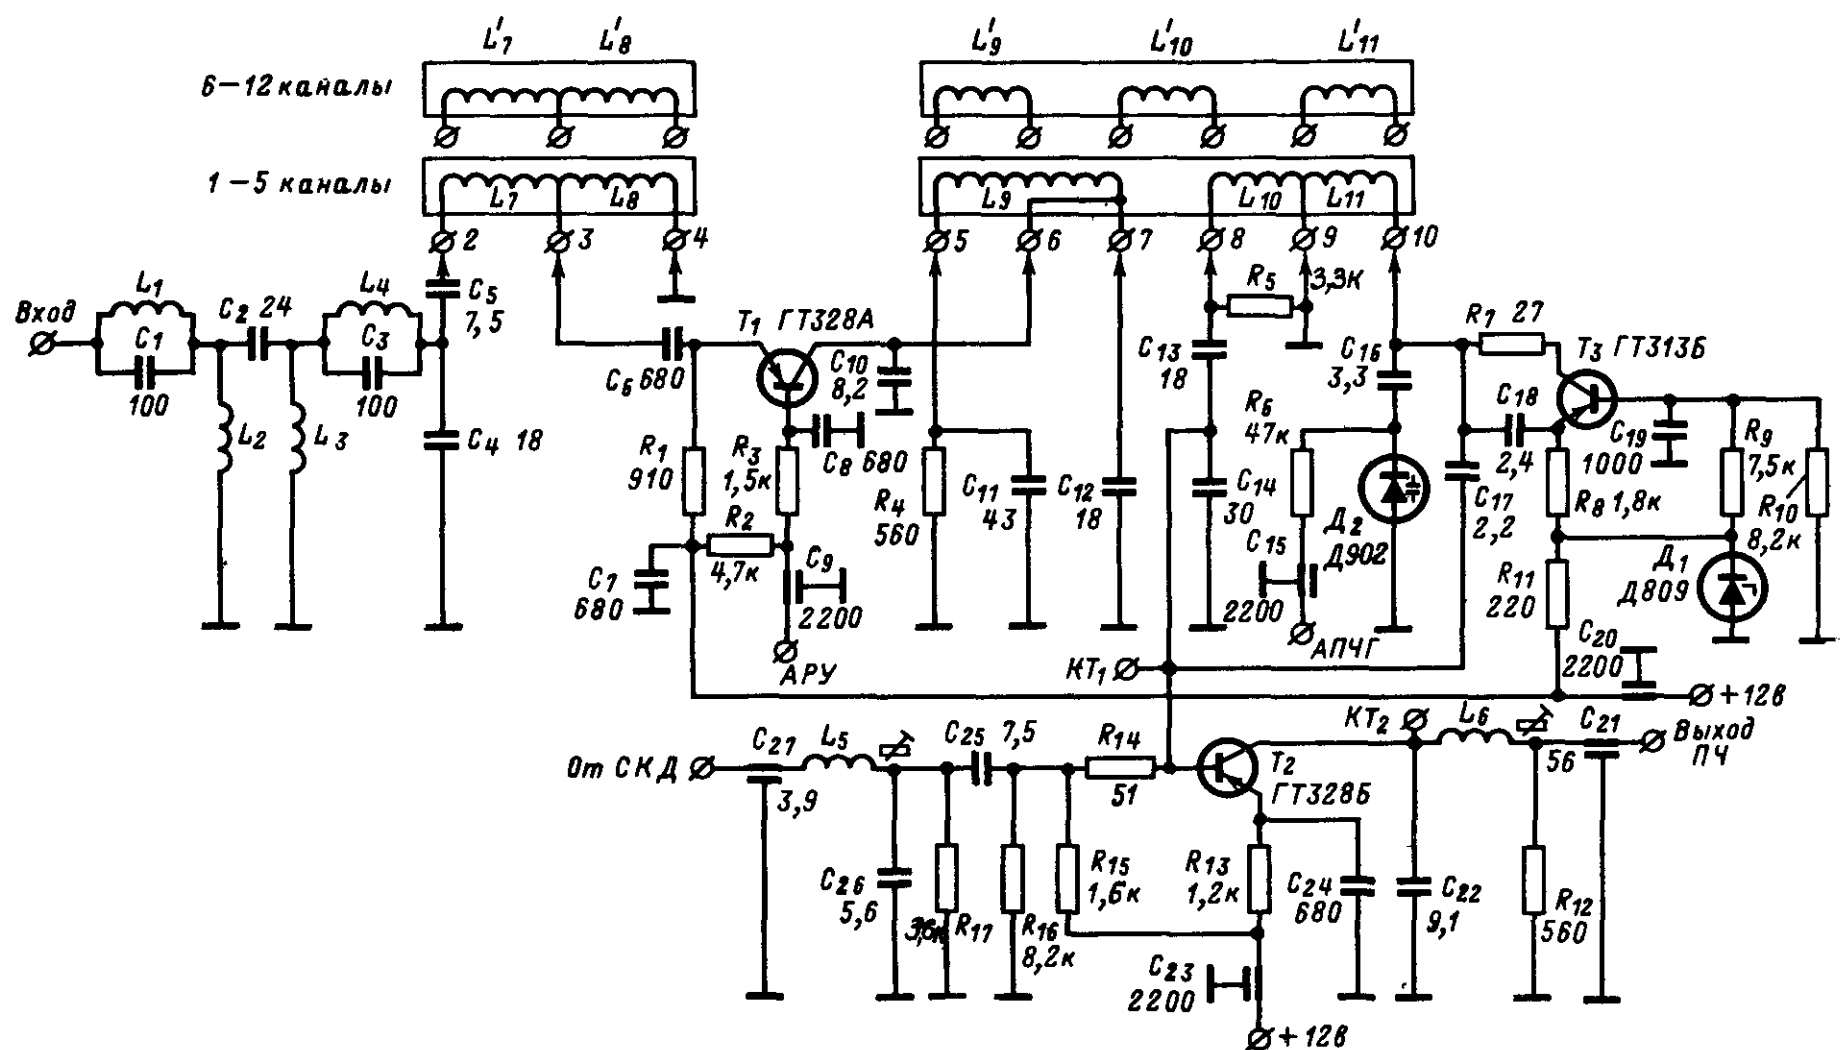 L'7 L'8 L'9 L'10 L'11
6–12 каналы
1–5 каналы
L7 L8 L9 L10 L11
2 3 4 5 6 7 8 9 10
Вход
L1
C1
100
C2 24
L2
L3
L4
C3
100
C5
7,5
C4 18
C6 680
T1 ГТ328А
C10
8,2
R1
910
R3
1,5к
C8 680
R2
4,7к
C7
680
C9
2200
АРУ
R4
560
C11
43
C12
18
C13
18
R5
3,3к
C14
30
R6
47к
C15
2200
АПЧГ
C16
3,3
Д2
Д902
R7 27
T3 ГТ313Б
C18
2,4
C17
2,2
C19
1000
R8 1,8к
R9
7,5к
R10
8,2к
R11
220
Д1
Д809
C20
2200
+12в
КТ1
КТ2
L6
C21
56
Выход
ПЧ
От СКД
C27
3,9
L5
C25 7,5
R14
51
T2
ГТ328Б
C26
5,6
3,6к R17
R16
8,2к
R15
1,6к
R13
1,2к
C24
680
C22
9,1
R12
560
C23
2200
+12в